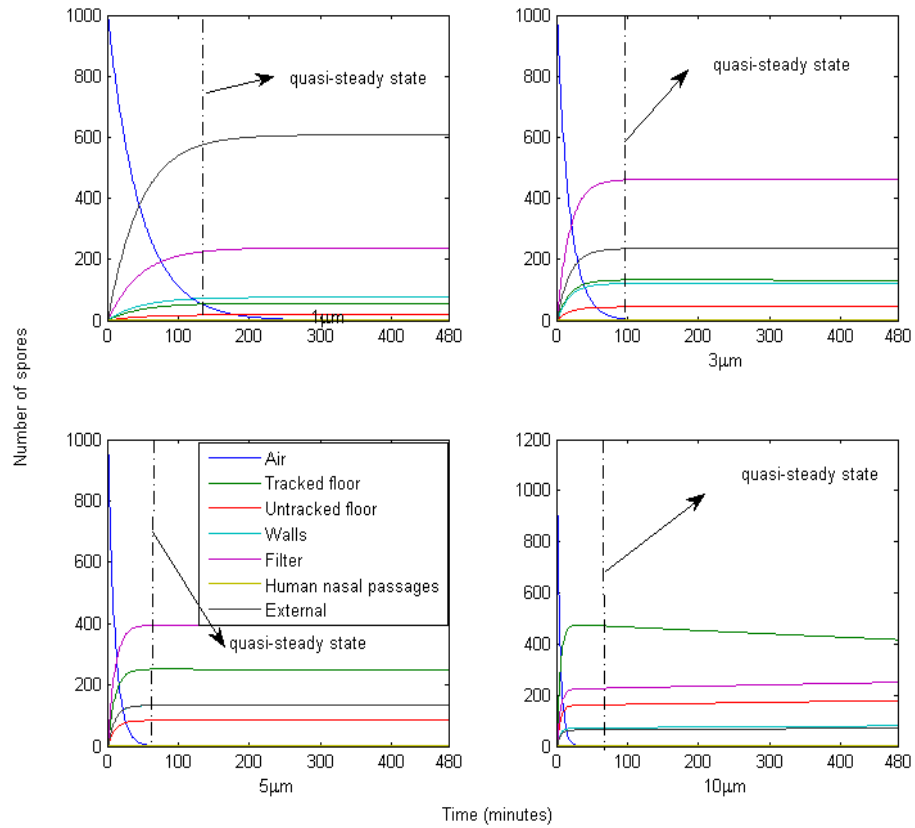 1000
800
600
400
200
0
0 100 200 300 400 480
1µm
quasi-steady state
1000
800
600
400
200
0
0 100 200 300 400 480
3µm
quasi-steady state
Number of spores
1000
800
600
400
200
0
0 100 200 300 400 480
5µm
Air
Tracked floor
Untracked floor
Walls
Filter
Human nasal passages
External
quasi-steady state
1200
1000
800
600
400
200
0
0 100 200 300 400 480
10µm
quasi-steady state
Time (minutes)